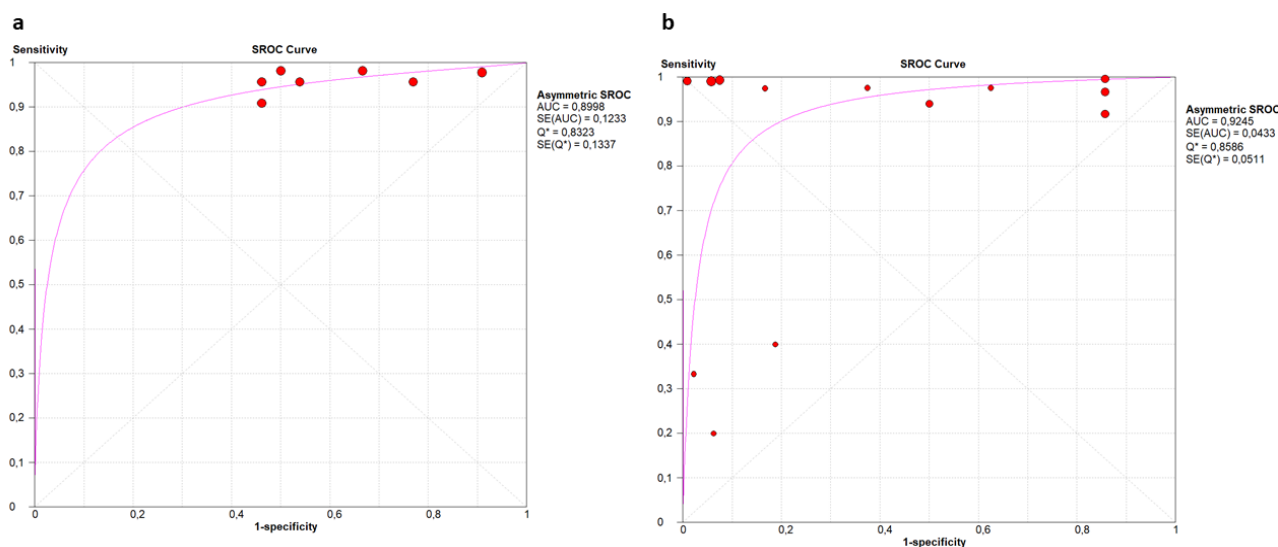 a
Sensitivity
SROC Curve
1
0,9
0,8
0,7
0,6
0,5
0,4
0,3
0,2
0,1
0
0
0,2
0,4
0,6
0,8
1
1-specificity
Asymmetric SROC
AUC = 0,8998
SE(AUC) = 0,1233
Q* = 0,8323
SE(Q*) = 0,1337
b
Sensitivity
SROC Curve
1
0,9
0,8
0,7
0,6
0,5
0,4
0,3
0,2
0,1
0
0
0,2
0,4
0,6
0,8
1
1-specificity
Asymmetric SROC
AUC = 0,9245
SE(AUC) = 0,0433
Q* = 0,8586
SE(Q*) = 0,0511